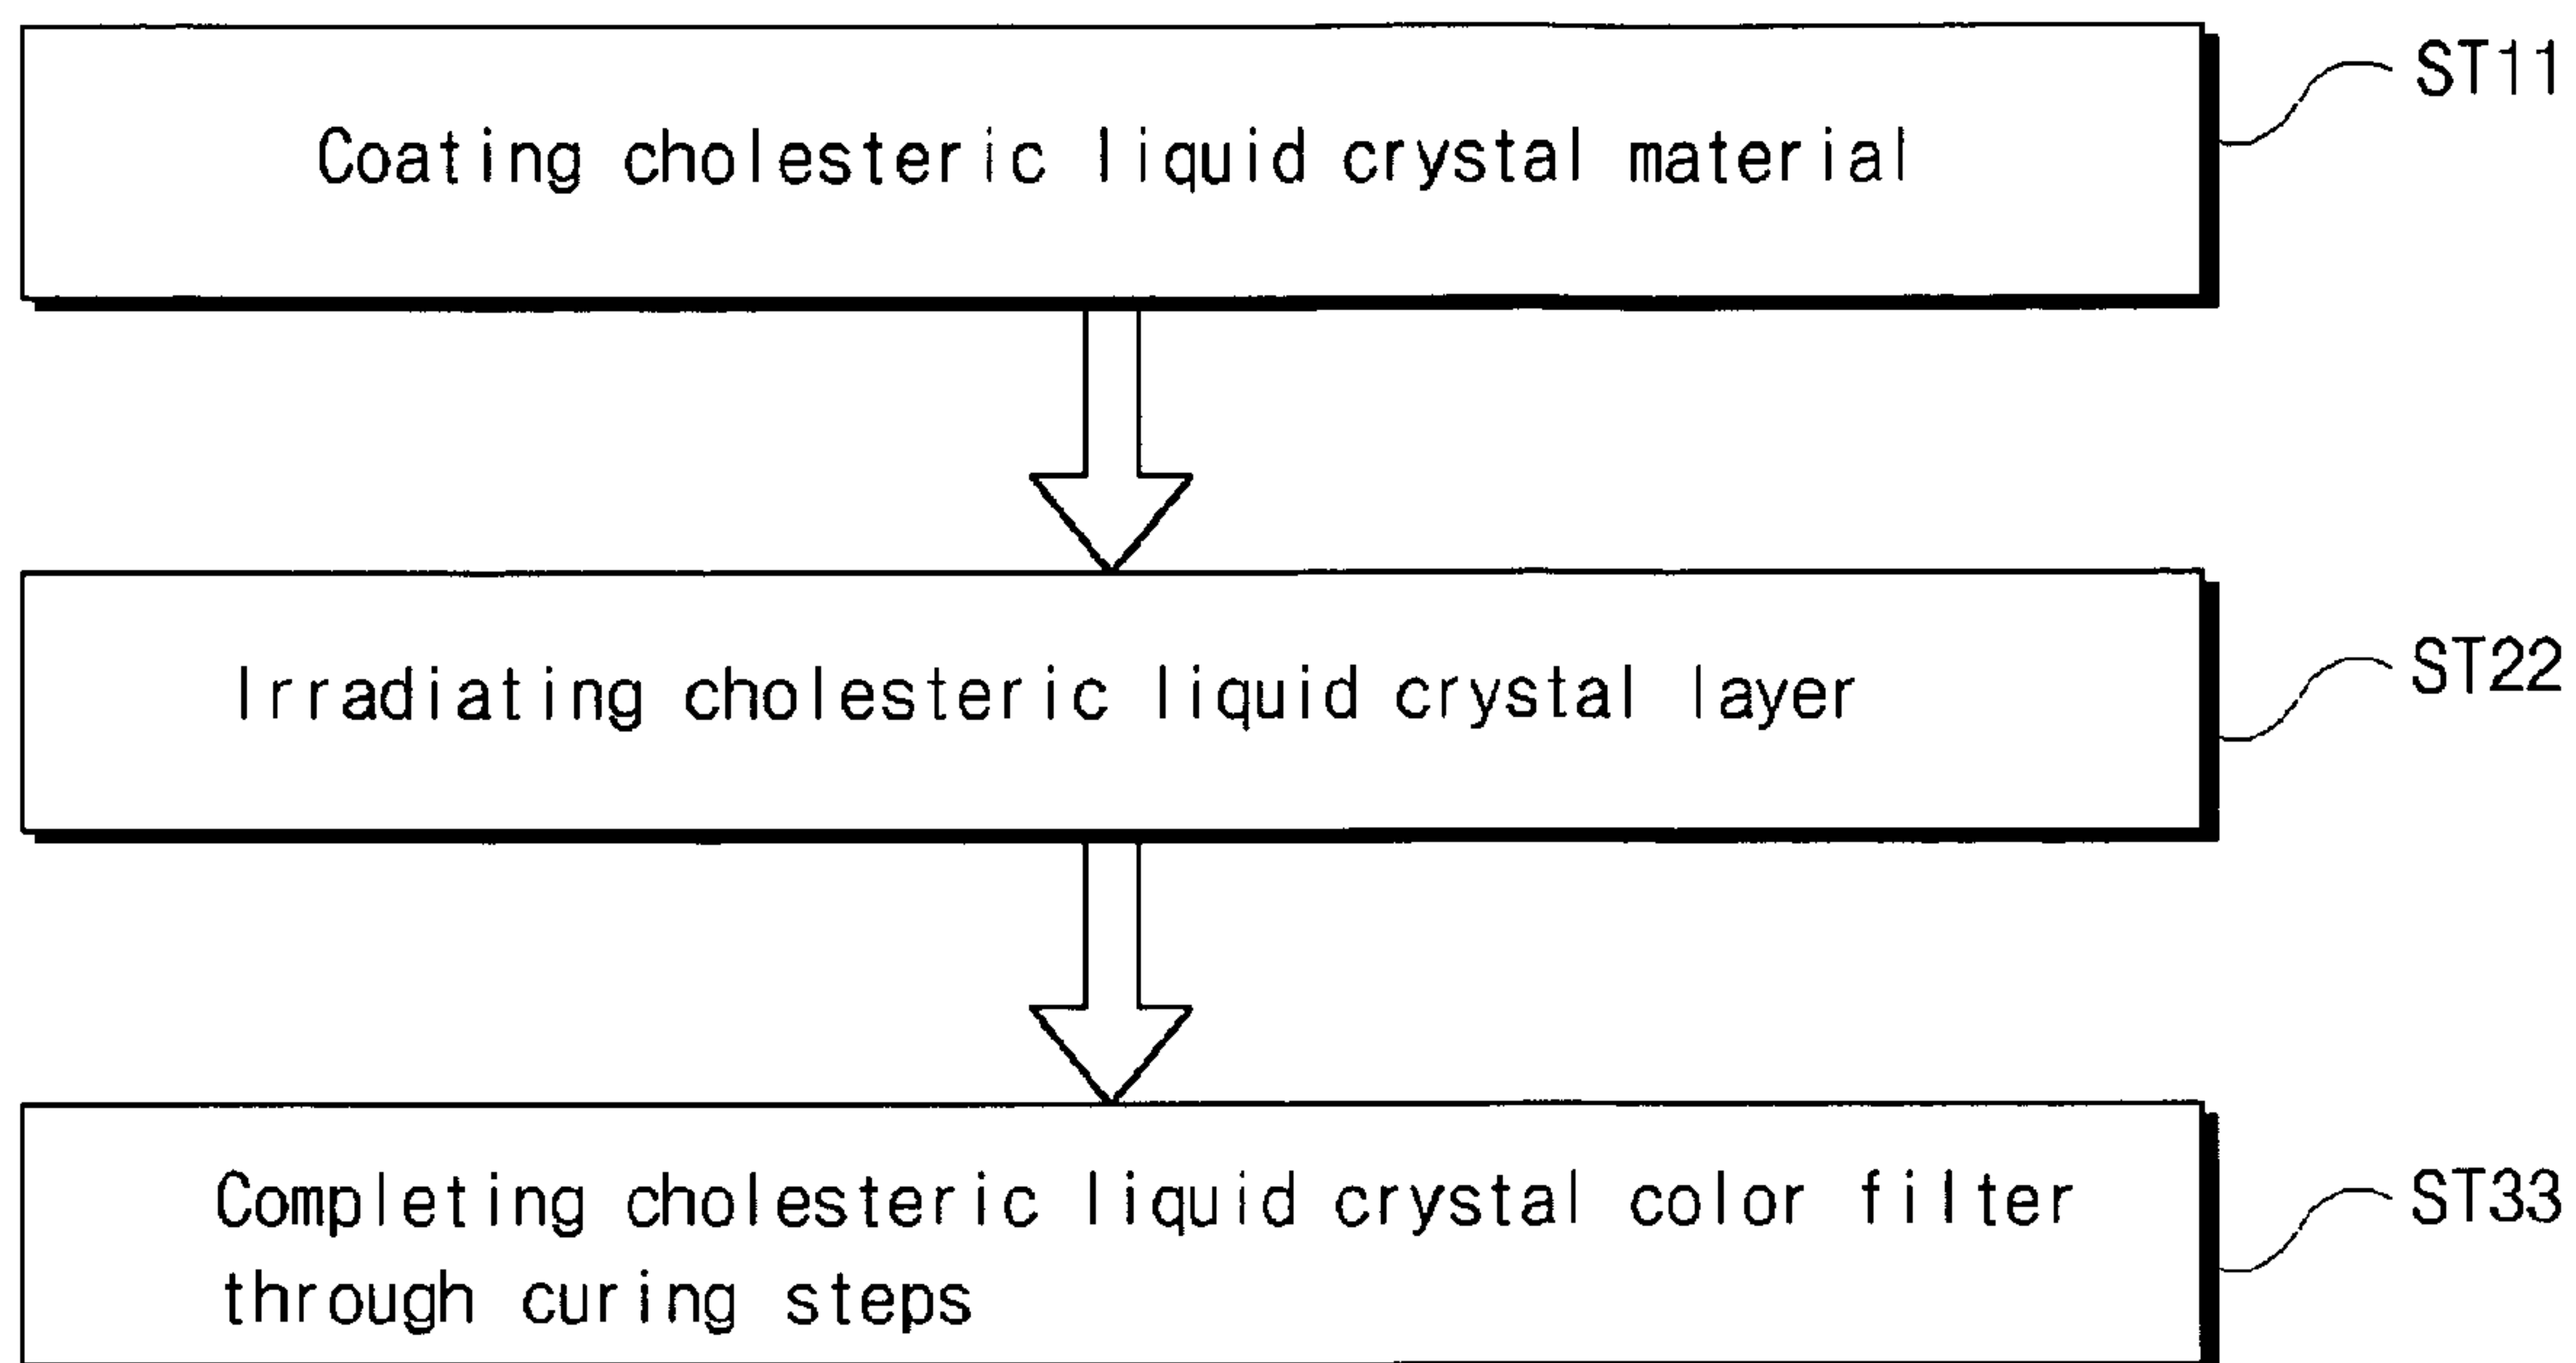 Coating cholesteric liquid crystal material
ST11
Irradiating cholesteric liquid crystal layer
ST22
Completing cholesteric liquid crystal color filter
through curing steps
ST33